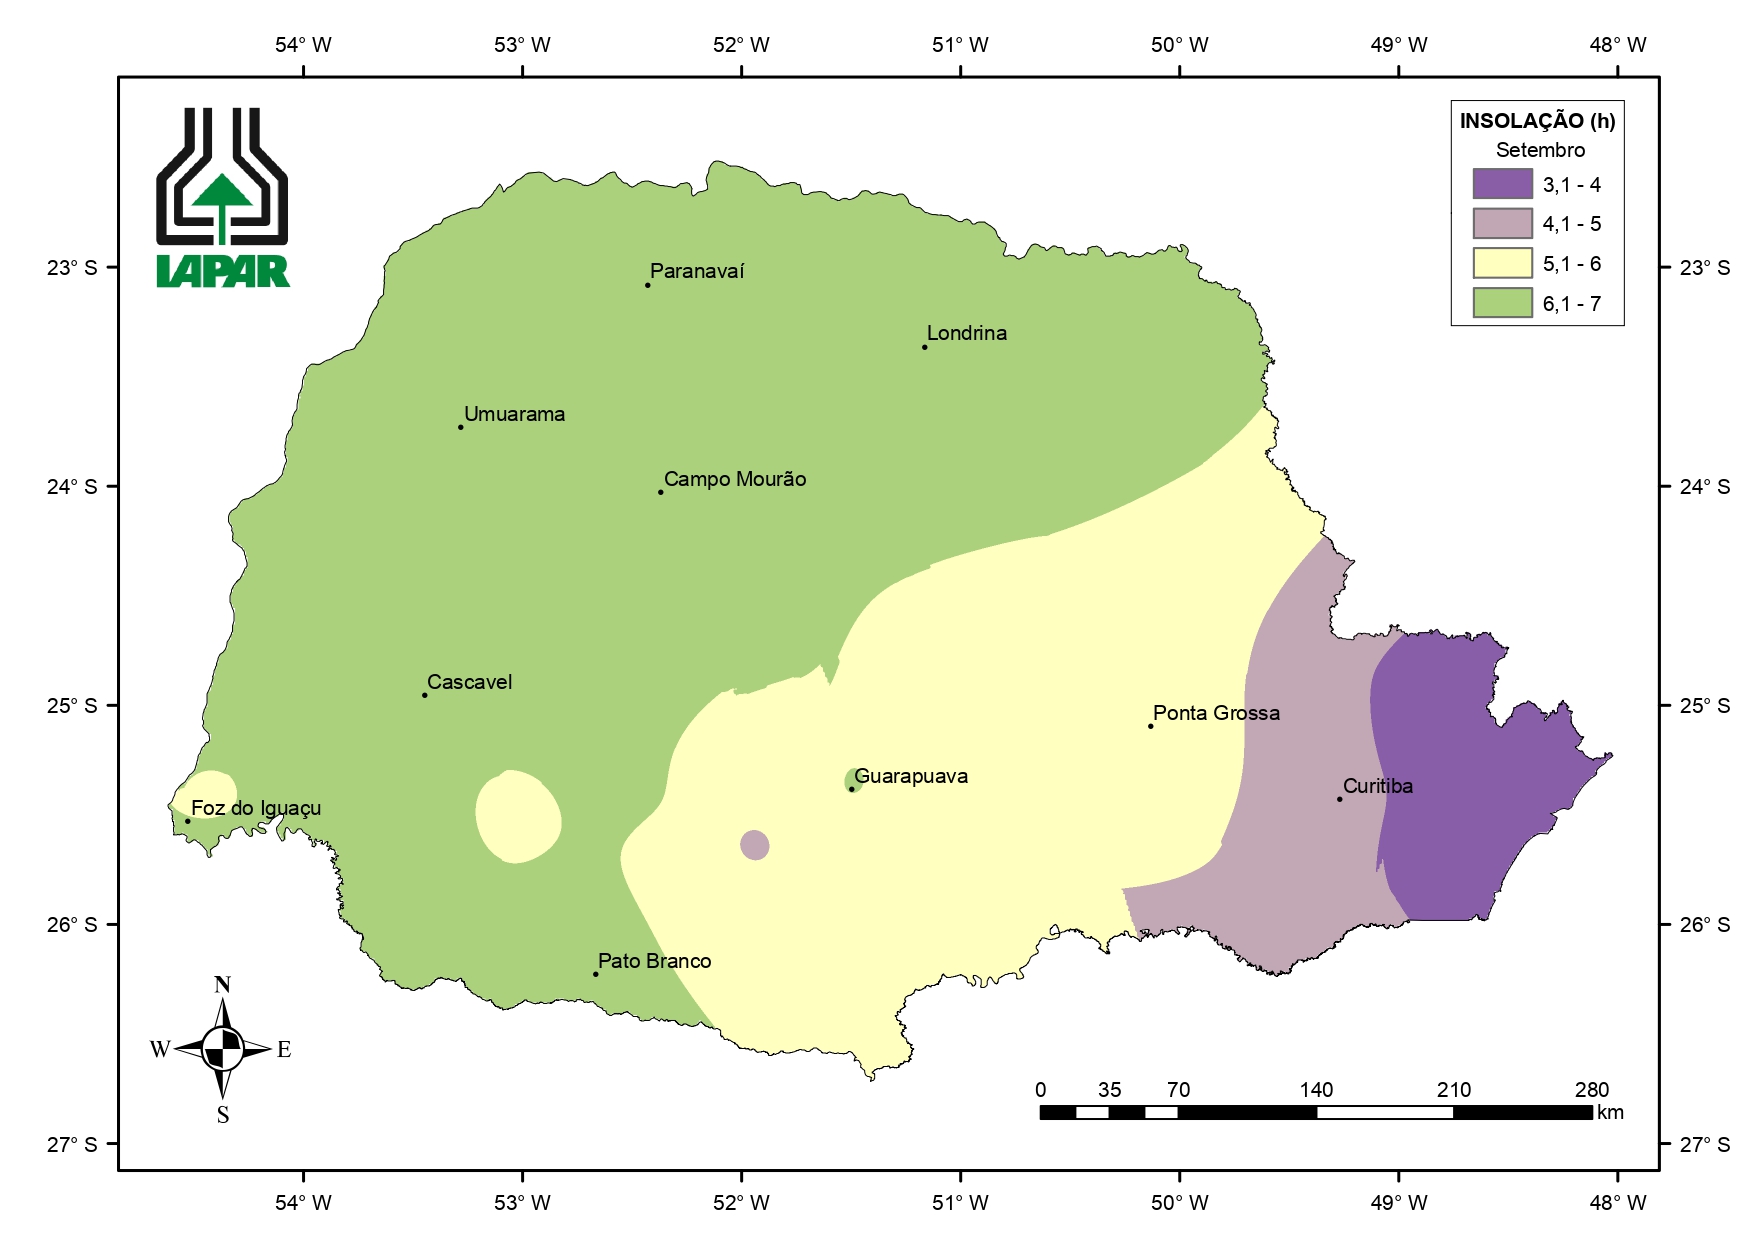 54° W 53° W 52° W 51° W 50° W 49° W 48° W
IAPAR
INSOLAÇÃO (h)
Setembro
3,1 - 4
4,1 - 5
5,1 - 6
6,1 - 7
23° S 23° S
Paranavaí
Londrina
Umuarama
Campo Mourão
24° S 24° S
Cascavel
25° S 25° S
Ponta Grossa
Guarapuava
Curitiba
Foz do Iguaçu
26° S 26° S
Pato Branco
N
W E
S
0 35 70 140 210 280
km
27° S 27° S
54° W 53° W 52° W 51° W 50° W 49° W 48° W